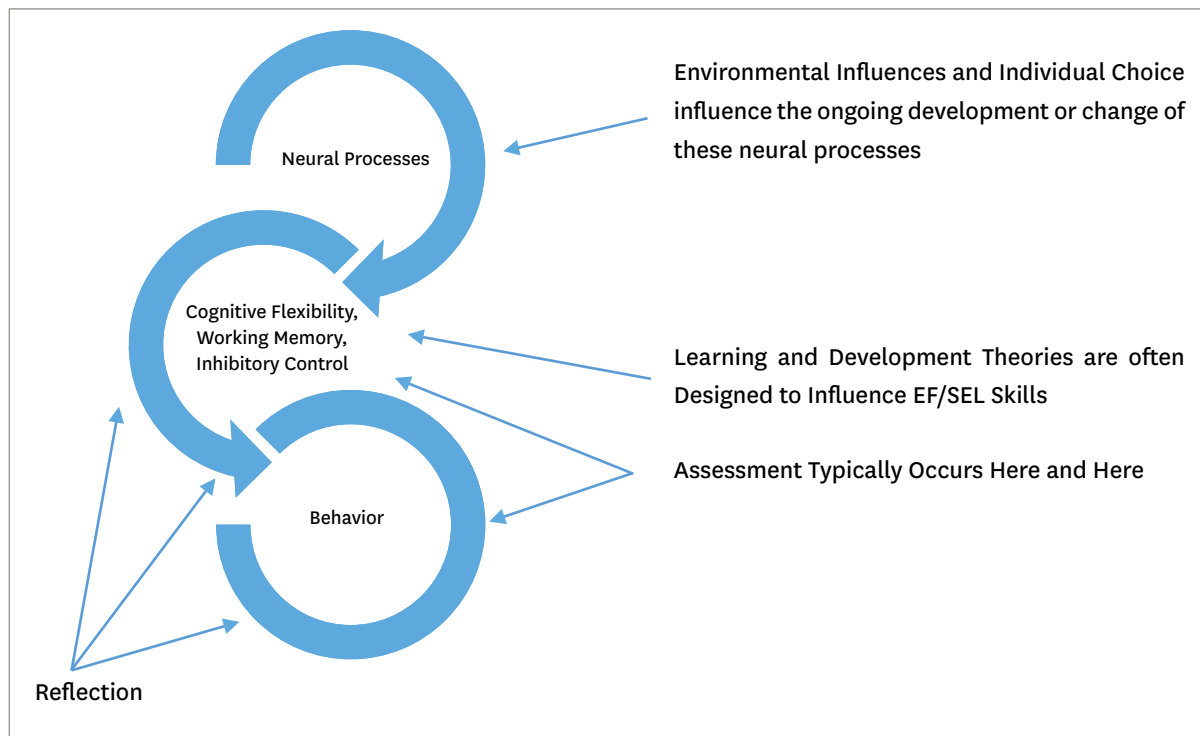 Environmental Influences and Individual Choice
influence the ongoing development or change of
these neural processes
Neural Processes
Cognitive Flexibility,
Working Memory,
Inhibitory Control
Learning and Development Theories are often
Designed to Influence EF/SEL Skills
Assessment Typically Occurs Here and Here
Behavior
Reflection